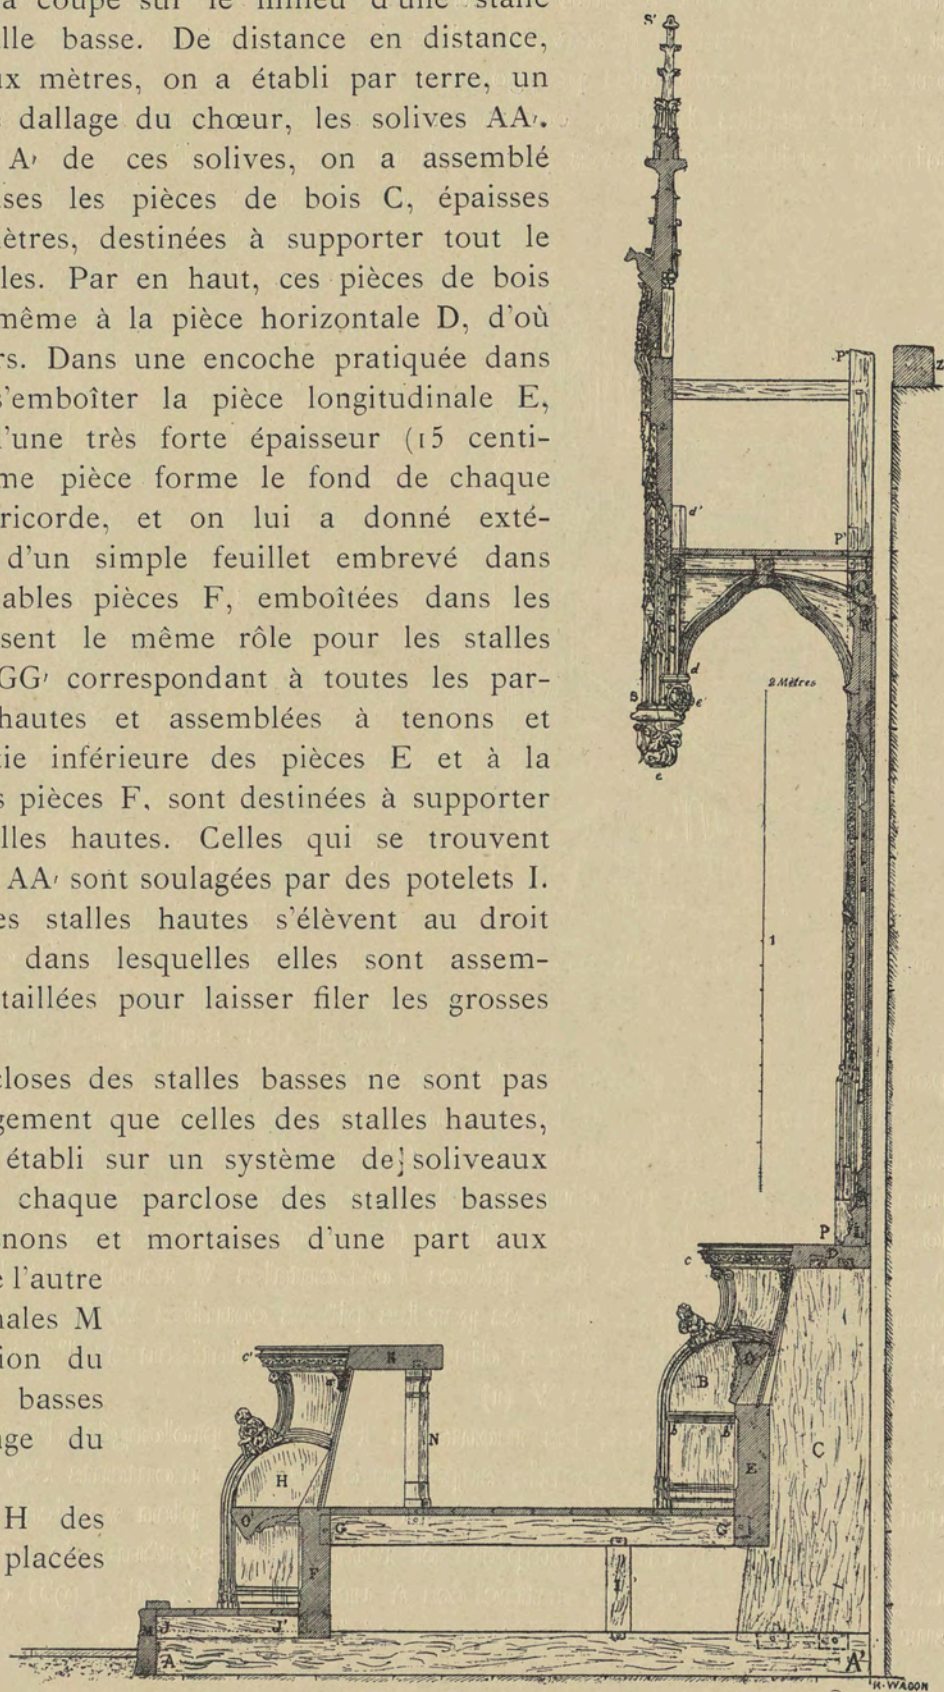 a coupe sur le milieu d'une stalle
lle basse. De distance en distance,
ux mètres, on a établi par terre, un
dallage du chœur, les solives AA'.
A' de ces solives, on a assemblé
ses les pièces de bois C, épaisses
ètres, destinées à supporter tout le
les. Par en haut, ces pièces de bois
même à la pièce horizontale D, d'où
rs. Dans une encoche pratiquée dans
s'emboîter la pièce longitudinale E,
l'une très forte épaisseur (15 centi-
me pièce forme le fond de chaque
ricorde, et on lui a donné exté-
d'un simple feuillet embrevé dans
ables pièces F, emboîtées dans les
sent le même rôle pour les stalles
GG' correspondant à toutes les par-
hautes et assemblées à tenons et
tie inférieure des pièces E et à la
s pièces F, sont destinées à supporter
lles hautes. Celles qui se trouvent
AA' sont soulagées par des potelets I.
es stalles hautes s'élèvent au droit
dans lesquelles elles sont assem-
taillées pour laisser filer les grosses
closes des stalles basses ne sont pas
gement que celles des stalles hautes,
établi sur un système de soliveaux
chaque parclose des stalles basses
nons et mortaises d'une part aux
e l'autre
nales M
ion du
basses
ge du
H des
placées
S'
P'
Z
d'
P'
d
2 Mètres
S
e'
e
1
P
L
D
c
O
B
b
b'
E
C
c'
K
a
N
H
O'
G
G'
F
I
M
J
J'
A
A'
R. WAGON